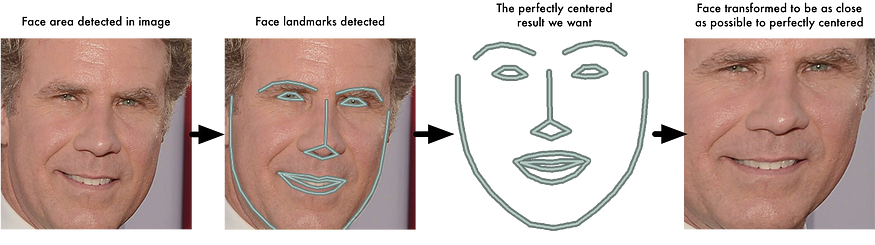 Face area detected in image
Face landmarks detected
The perfectly centered
result we want
Face transformed to be as close
as possible to perfectly centered